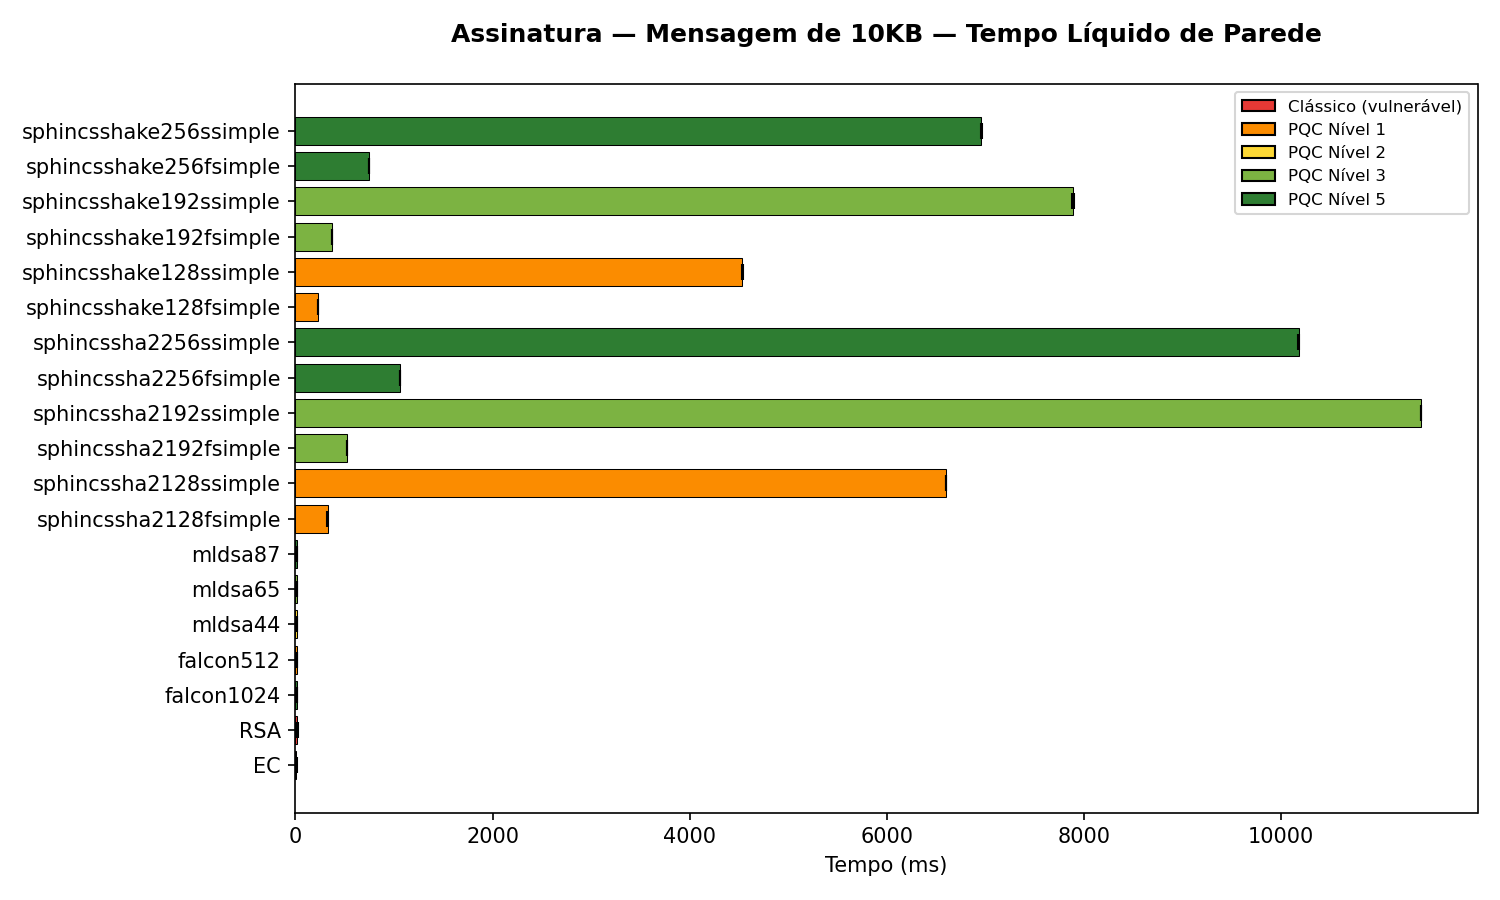 Assinatura — Mensagem de 10KB — Tempo Líquido de Parede
Clássico (vulnerável)
PQC Nível 1
PQC Nível 2
PQC Nível 3
PQC Nível 5
sphincsshake256ssimple
sphincsshake256fsimple
sphincsshake192ssimple
sphincsshake192fsimple
sphincsshake128ssimple
sphincsshake128fsimple
sphincssha2256ssimple
sphincssha2256fsimple
sphincssha2192ssimple
sphincssha2192fsimple
sphincssha2128ssimple
sphincssha2128fsimple
mldsa87
mldsa65
mldsa44
falcon512
falcon1024
RSA
EC
0 2000 4000 6000 8000 10000
Tempo (ms)